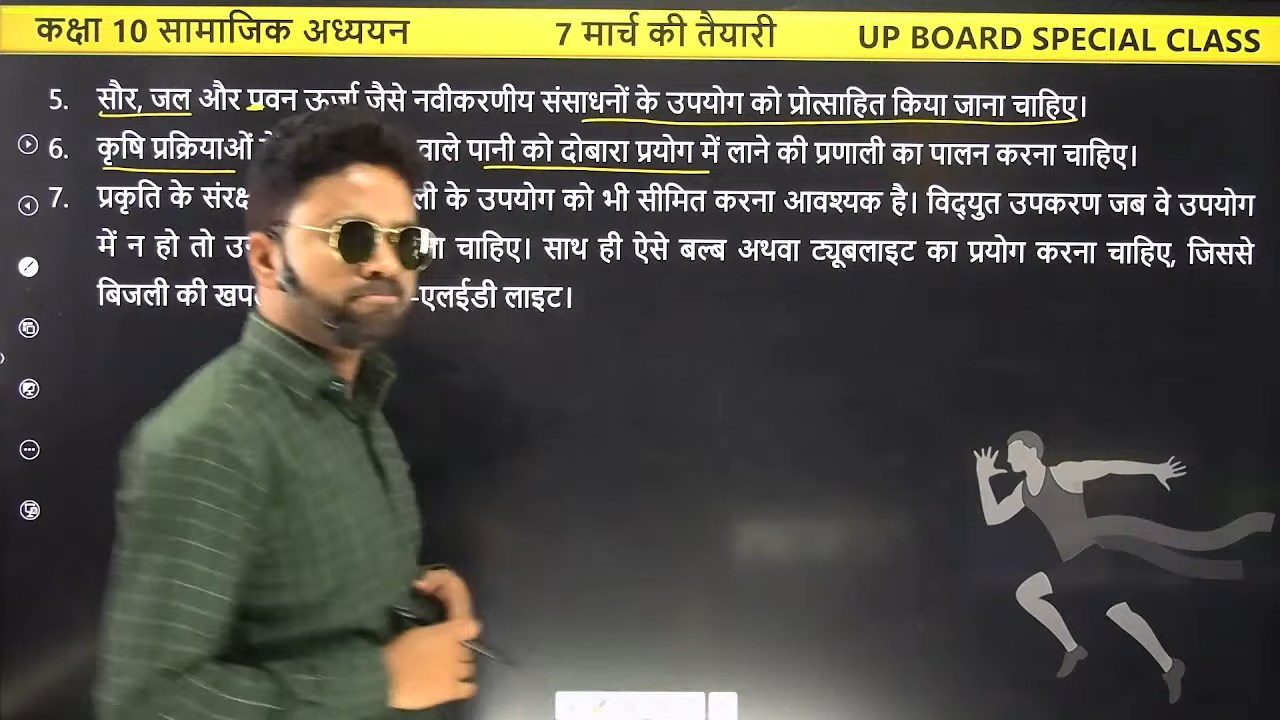 कक्षा 10 सामाजिक अध्ययन 7 मार्च की तैयारी UP BOARD SPECIAL CLASS
5. सौर, जल और पवन ऊर्जा जैसे नवीकरणीय संसाधनों के उपयोग को प्रोत्साहित किया जाना चाहिए।
6. कृषि प्रक्रियाओं वाले पानी को दोबारा प्रयोग में लाने की प्रणाली का पालन करना चाहिए।
7. प्रकृति के के उपयोग को भी सीमित करना आवश्यक है। विद्युत उपकरण जब वे उपयोग
में न हो तो चाहिए। साथ ही ऐसे बल्ब अथवा ट्यूबलाइट का प्रयोग करना चाहिए, जिससे
बिजली की -एलईडी लाइट।